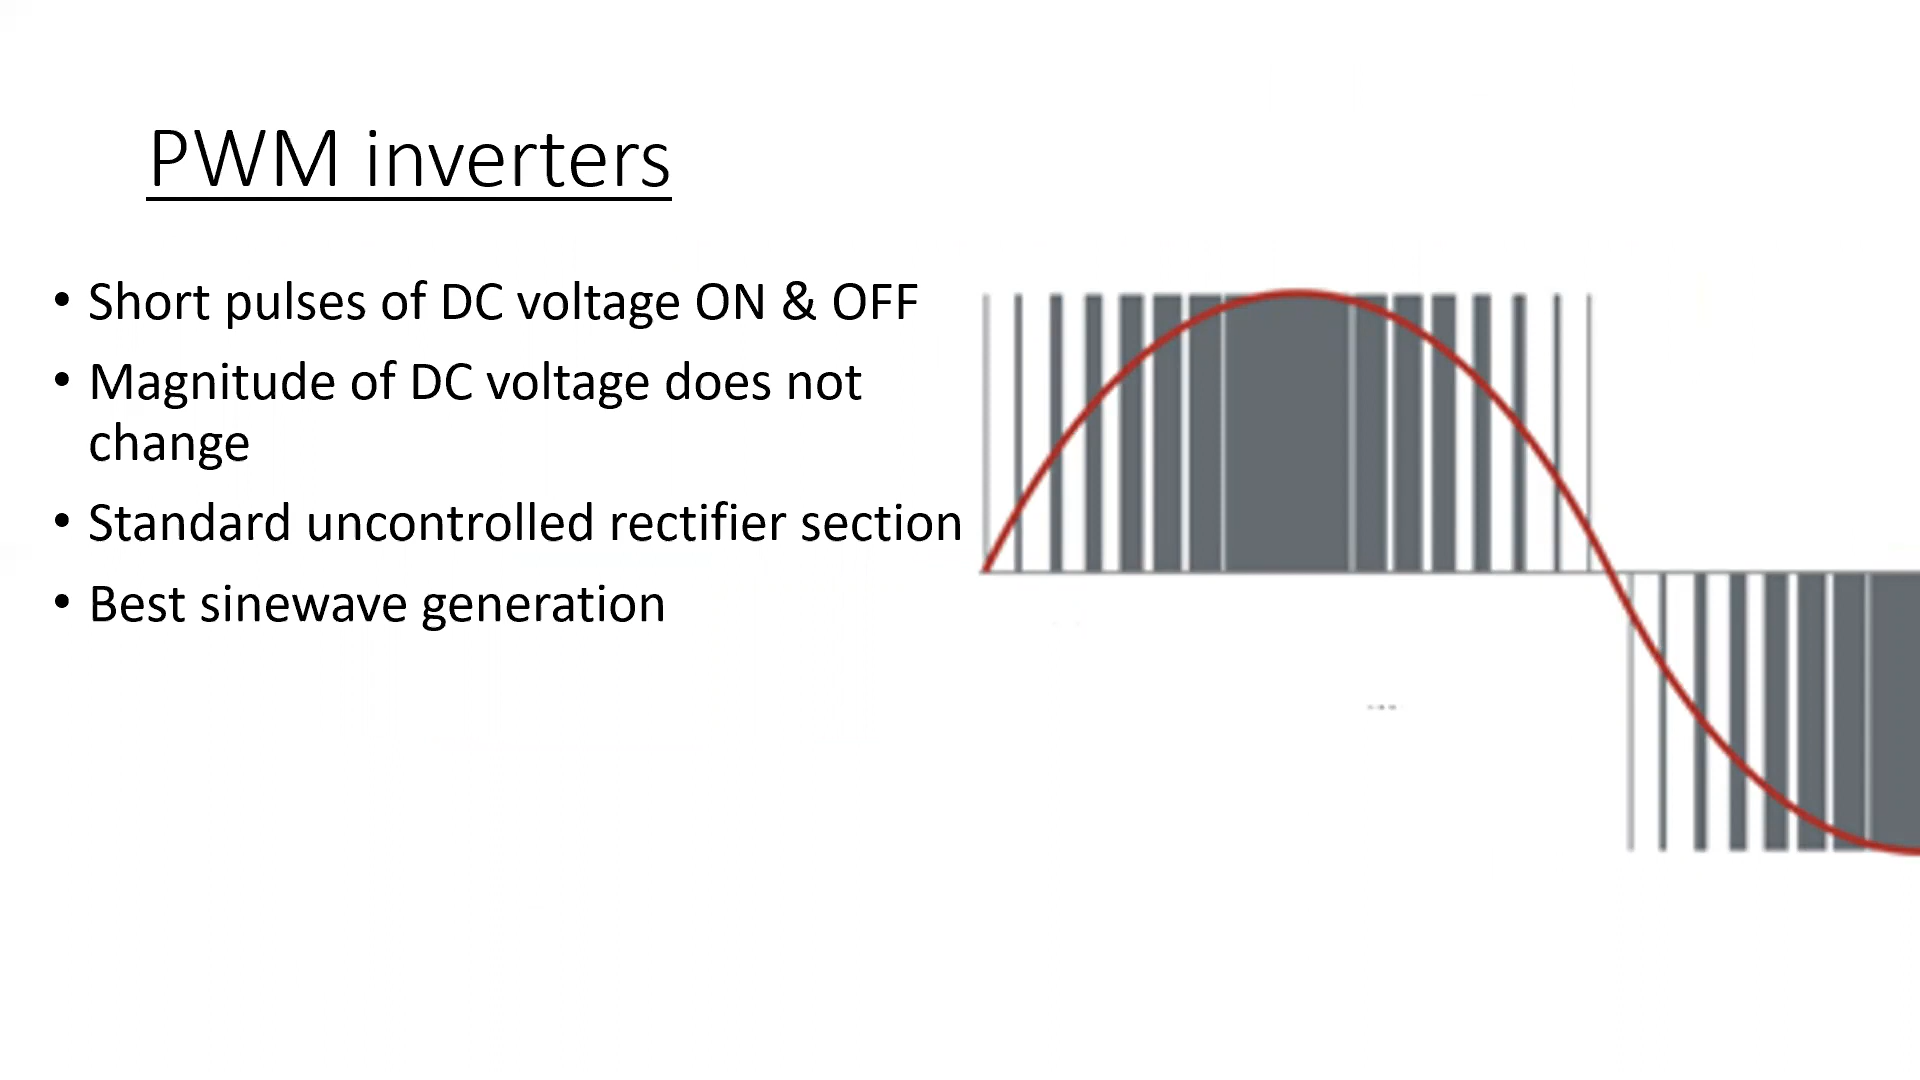 PWM inverters
• Short pulses of DC voltage ON & OFF
• Magnitude of DC voltage does not
change
• Standard uncontrolled rectifier section
• Best sinewave generation